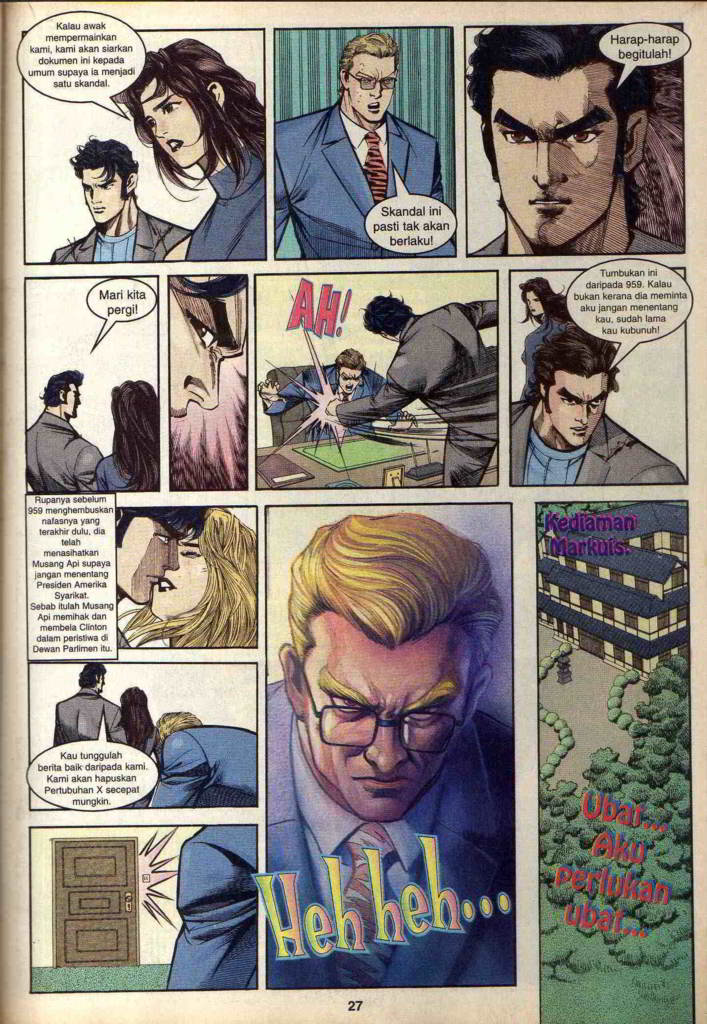 Kalau awak
mempermainkan
kami, kami akan siarkan
dokumen ini kepada
umum supaya ia menjadi
satu skandal.
Skandal ini
pasti tak akan
berlaku!
Harap-harap
begitulah!
Mari kita
pergi!
AH!
Tumbukan ini
daripada 959. Kalau
bukan kerana dia meminta
aku jangan menentang
kau, sudah lama
kau kubunuh!
Rupanya sebelum
959 menghembuskan
nafasnya yang
terakhir dulu, dia
telah
menasihatkan
Musang Api supaya
jangan menentang
Presiden Amerika
Syarikat.
Sebab itulah Musang
Api memihak dan
membela Clinton
dalam peristiwa di
Dewan Parlimen itu.
Kau tunggulah
berita baik daripada kami.
Kami akan hapuskan
Pertubuhan X secepat
mungkin.
Heh heh...
Kediaman
Markuis.
Ubat...
Aku
perlukan
ubat...
27